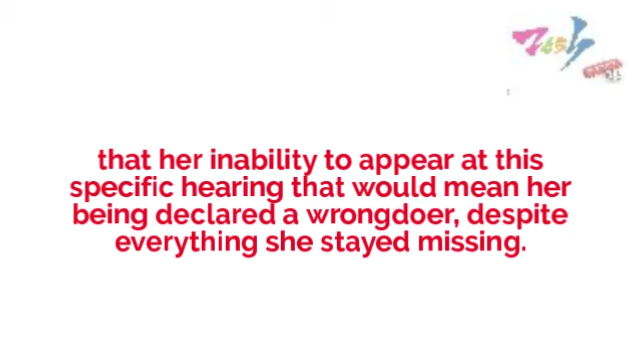 that her inability to appear at this
specific hearing that would mean her
being declared a wrongdoer, despite
everything she stayed missing.